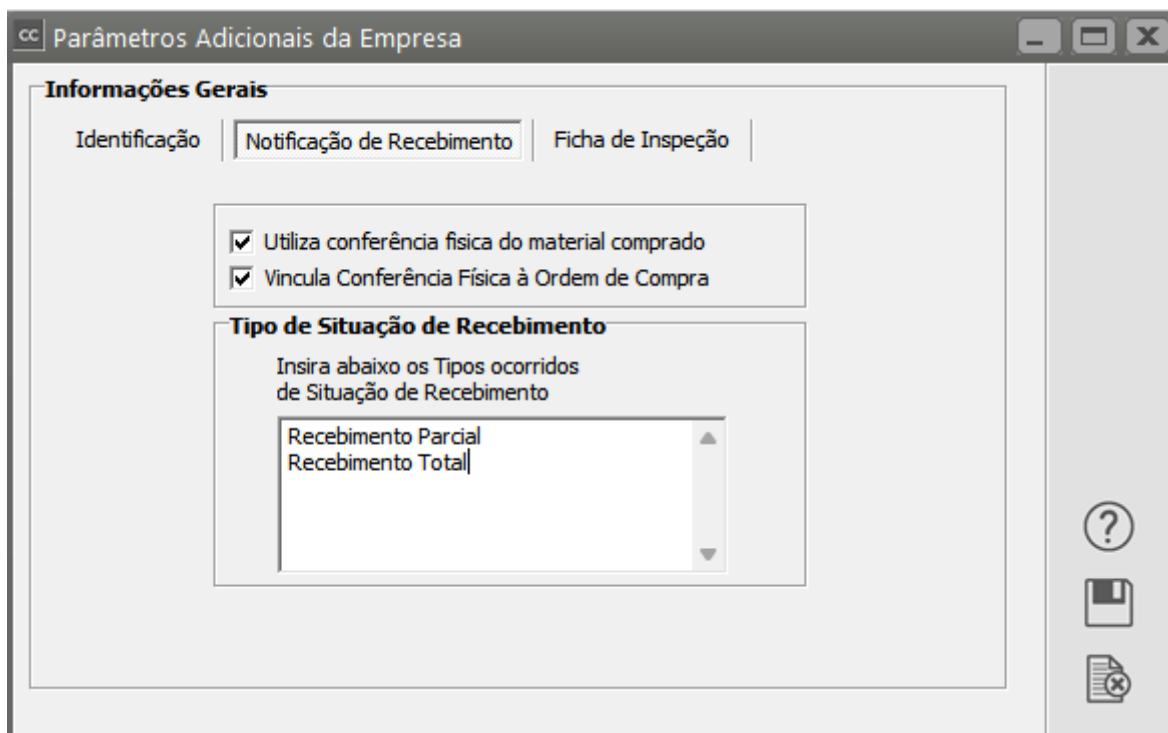 cc Parâmetros Adicionais da Empresa
Informações Gerais
Identificação Notificação de Recebimento Ficha de Inspeção
Utiliza conferência fisica do material comprado
Vincula Conferência Física à Ordem de Compra
Tipo de Situação de Recebimento
Insira abaixo os Tipos ocorridos
de Situação de Recebimento
Recebimento Parcial
Recebimento Total